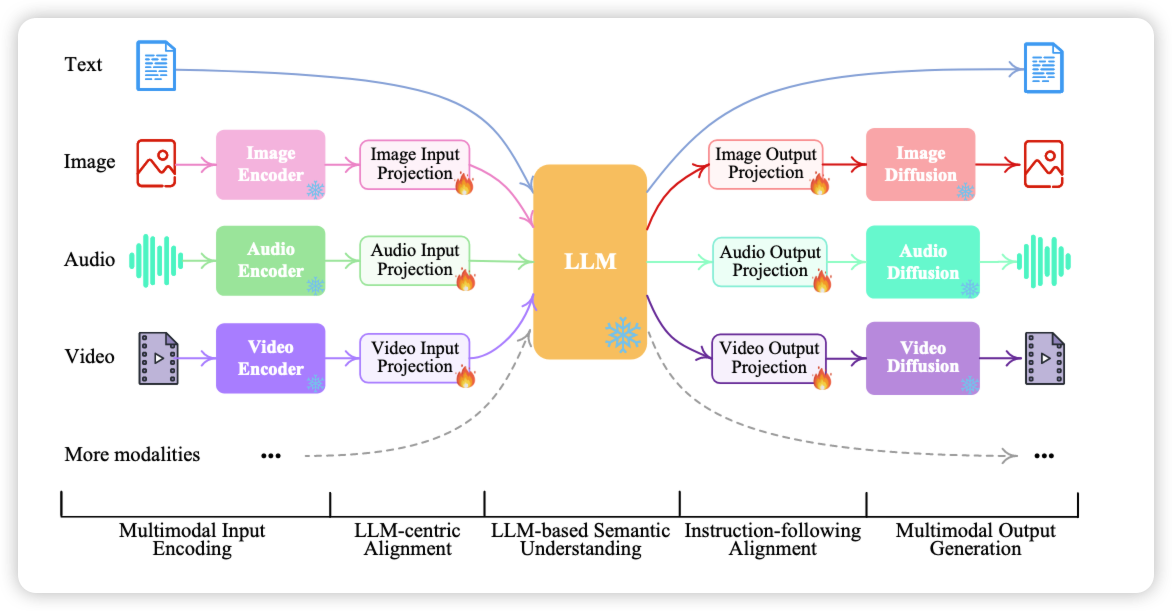 Text
Image
Image
Encoder
Image Input
Projection
Image Output
Projection
Image
Diffusion
Audio
Audio
Encoder
Audio Input
Projection
LLM
Audio Output
Projection
Audio
Diffusion
Video
Video
Encoder
Video Input
Projection
Video Output
Projection
Video
Diffusion
More modalities
...
...
Multimodal Input
Encoding
LLM-centric
Alignment
LLM-based Semantic
Understanding
Instruction-following
Alignment
Multimodal Output
Generation